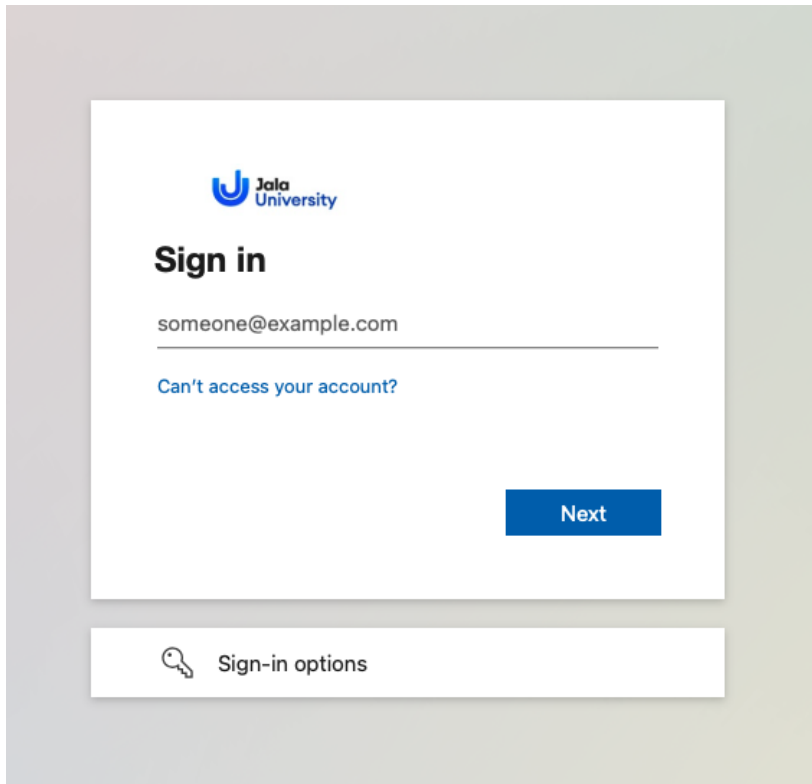 Jala
University
Sign in
someone@example.com
Can't access your account?
Next
Sign-in options